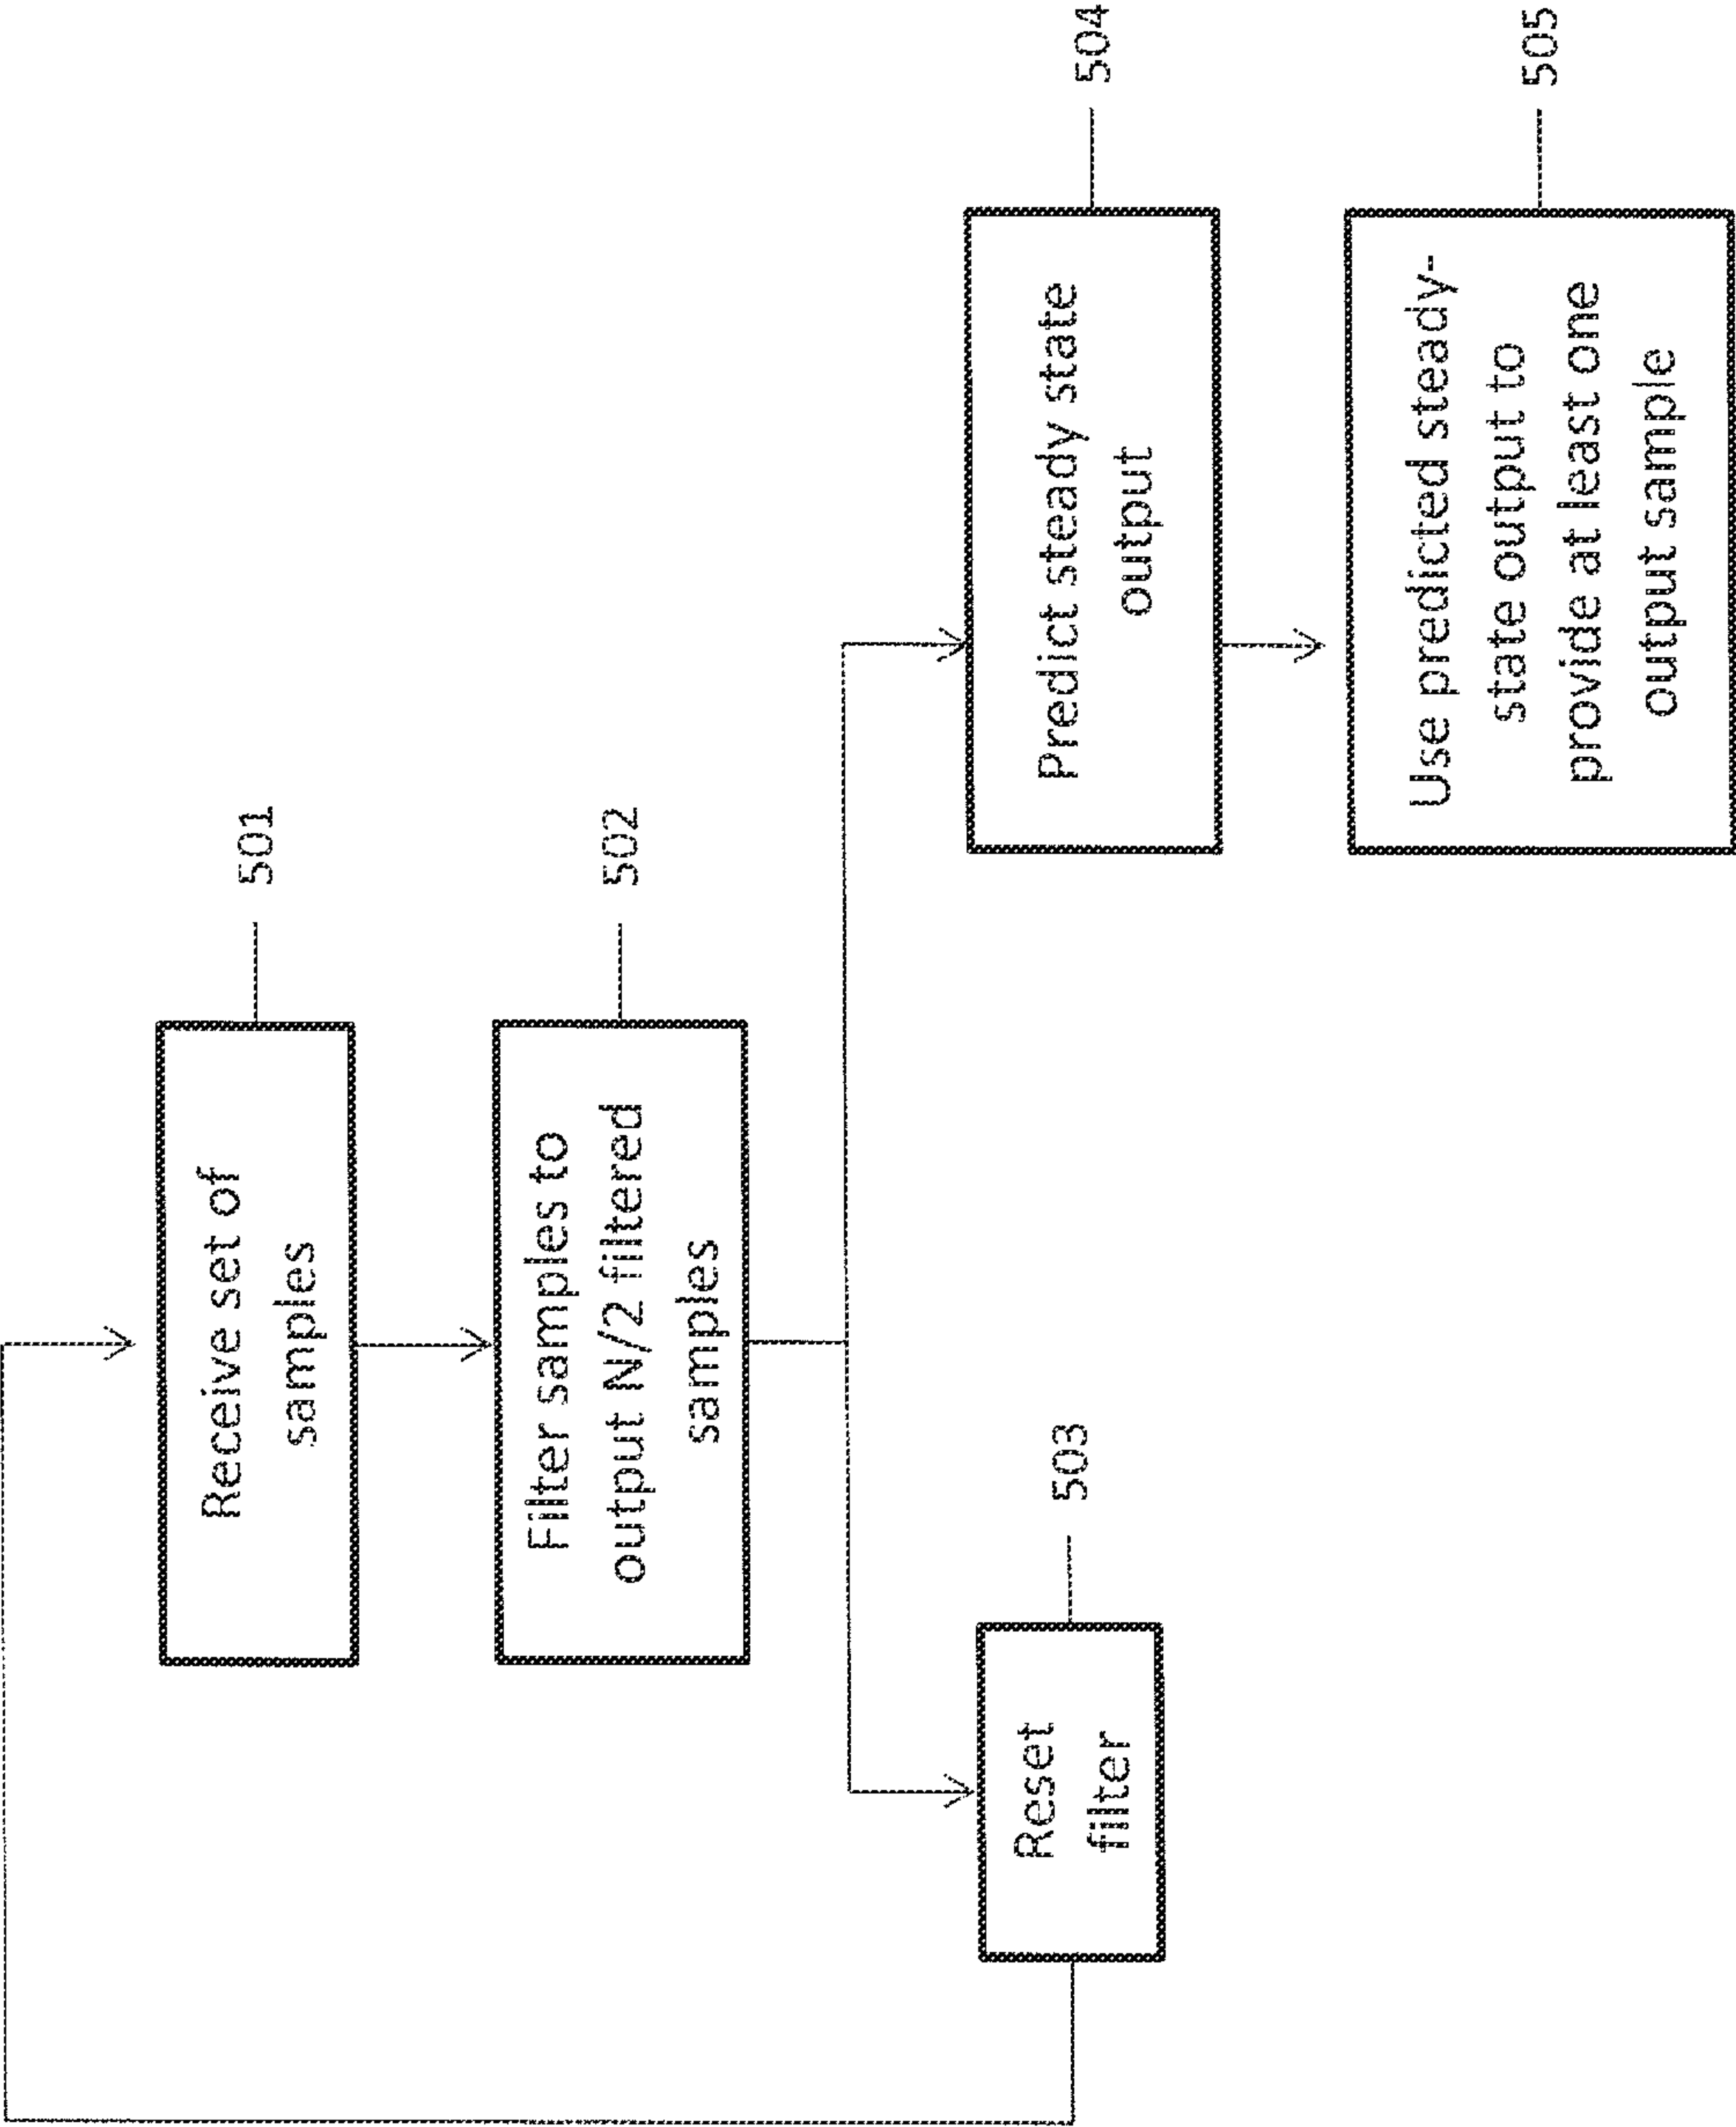 Receive set of
samples
501
Filter samples to
output N/2 filtered
samples
502
Reset
filter
503
Predict steady state
output
504
Use predicted steady-
state output to
provide at least one
output sample
505